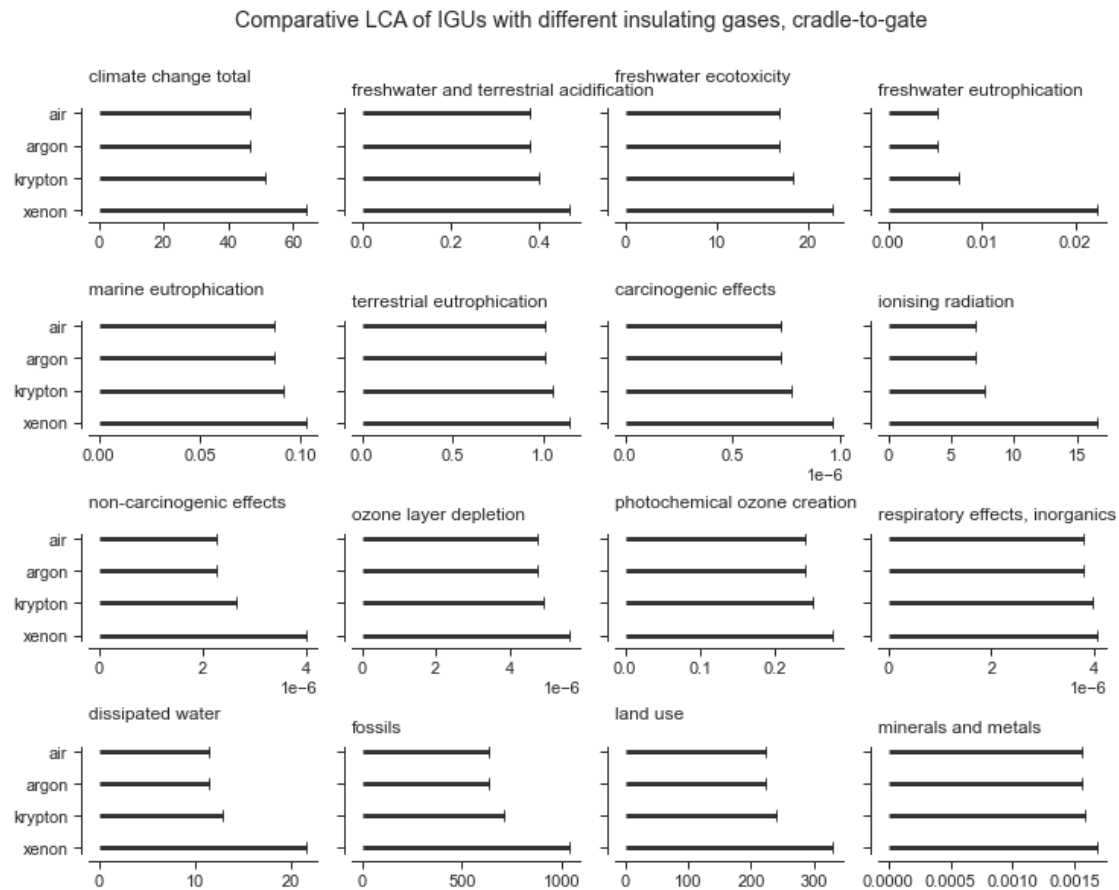 Comparative LCA of IGUs with different insulating gases, cradle-to-gate
climate change total
freshwater and terrestrial acidification
freshwater ecotoxicity
freshwater eutrophication
air
argon
krypton
xenon
0 20 40 60
0.0 0.2 0.4
0 10 20
0.00 0.01 0.02
marine eutrophication
terrestrial eutrophication
carcinogenic effects
ionising radiation
air
argon
krypton
xenon
0.00 0.05 0.10
0.0 0.5 1.0
0.0 0.5 1.0
1e−6
0 5 10 15
non-carcinogenic effects
ozone layer depletion
photochemical ozone creation
respiratory effects, inorganics
air
argon
krypton
xenon
0 2 4
1e−6
0 2 4
1e−6
0.0 0.1 0.2
0 2 4
1e−6
dissipated water
fossils
land use
minerals and metals
air
argon
krypton
xenon
0 10 20
0 500 1000
0 100 200 300
0.0000 0.0005 0.0010 0.0015